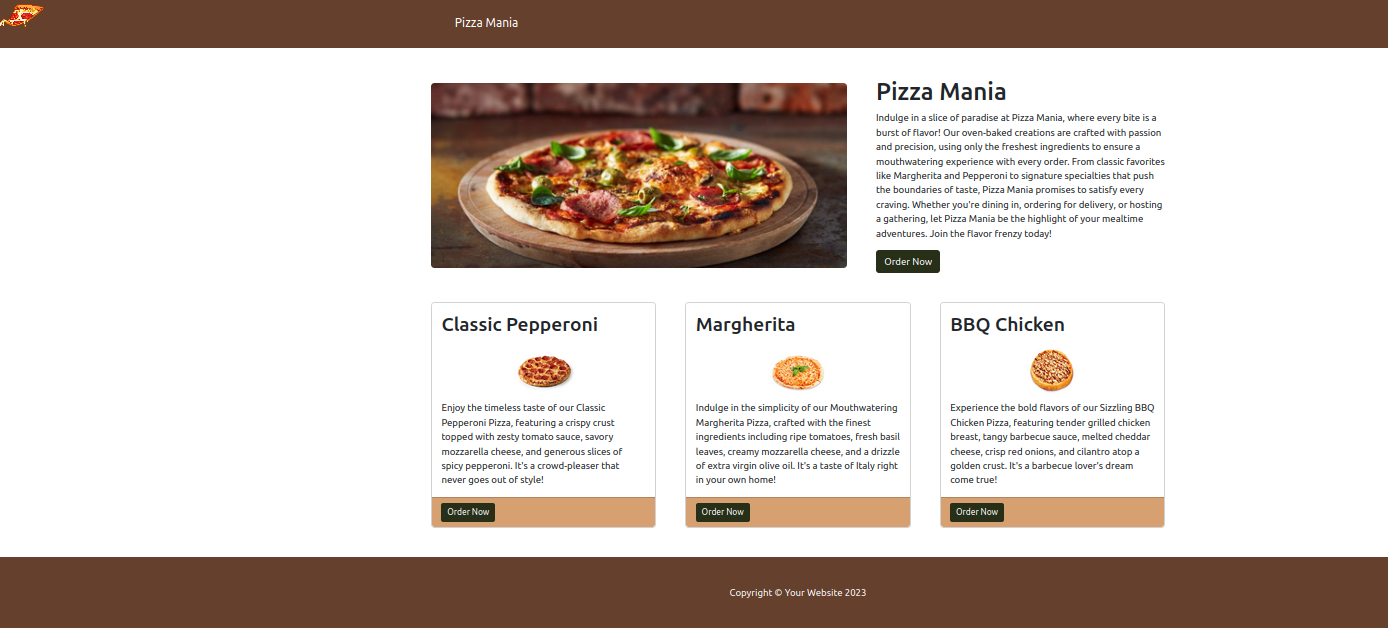 Pizza Mania
Pizza Mania
Indulge in a slice of paradise at Pizza Mania, where every bite is a
burst of flavor! Our oven-baked creations are crafted with passion
and precision, using only the freshest ingredients to ensure a
mouthwatering experience with every order. From classic favorites
like Margherita and Pepperoni to signature specialties that push
the boundaries of taste, Pizza Mania promises to satisfy every
craving. Whether you're dining in, ordering for delivery, or hosting
a gathering, let Pizza Mania be the highlight of your mealtime
adventures. Join the flavor frenzy today!
Order Now
Classic Pepperoni
Enjoy the timeless taste of our Classic
Pepperoni Pizza, featuring a crispy crust
topped with zesty tomato sauce, savory
mozzarella cheese, and generous slices of
spicy pepperoni. It's a crowd-pleaser that
never goes out of style!
Order Now
Margherita
Indulge in the simplicity of our Mouthwatering
Margherita Pizza, crafted with the finest
ingredients including ripe tomatoes, fresh basil
leaves, creamy mozzarella cheese, and a drizzle
of extra virgin olive oil. It's a taste of Italy right
in your own home!
Order Now
BBQ Chicken
Experience the bold flavors of our Sizzling BBQ
Chicken Pizza, featuring tender grilled chicken
breast, tangy barbecue sauce, melted cheddar
cheese, crisp red onions, and cilantro atop a
golden crust. It's a barbecue lover's dream
come true!
Order Now
Copyright © Your Website 2023